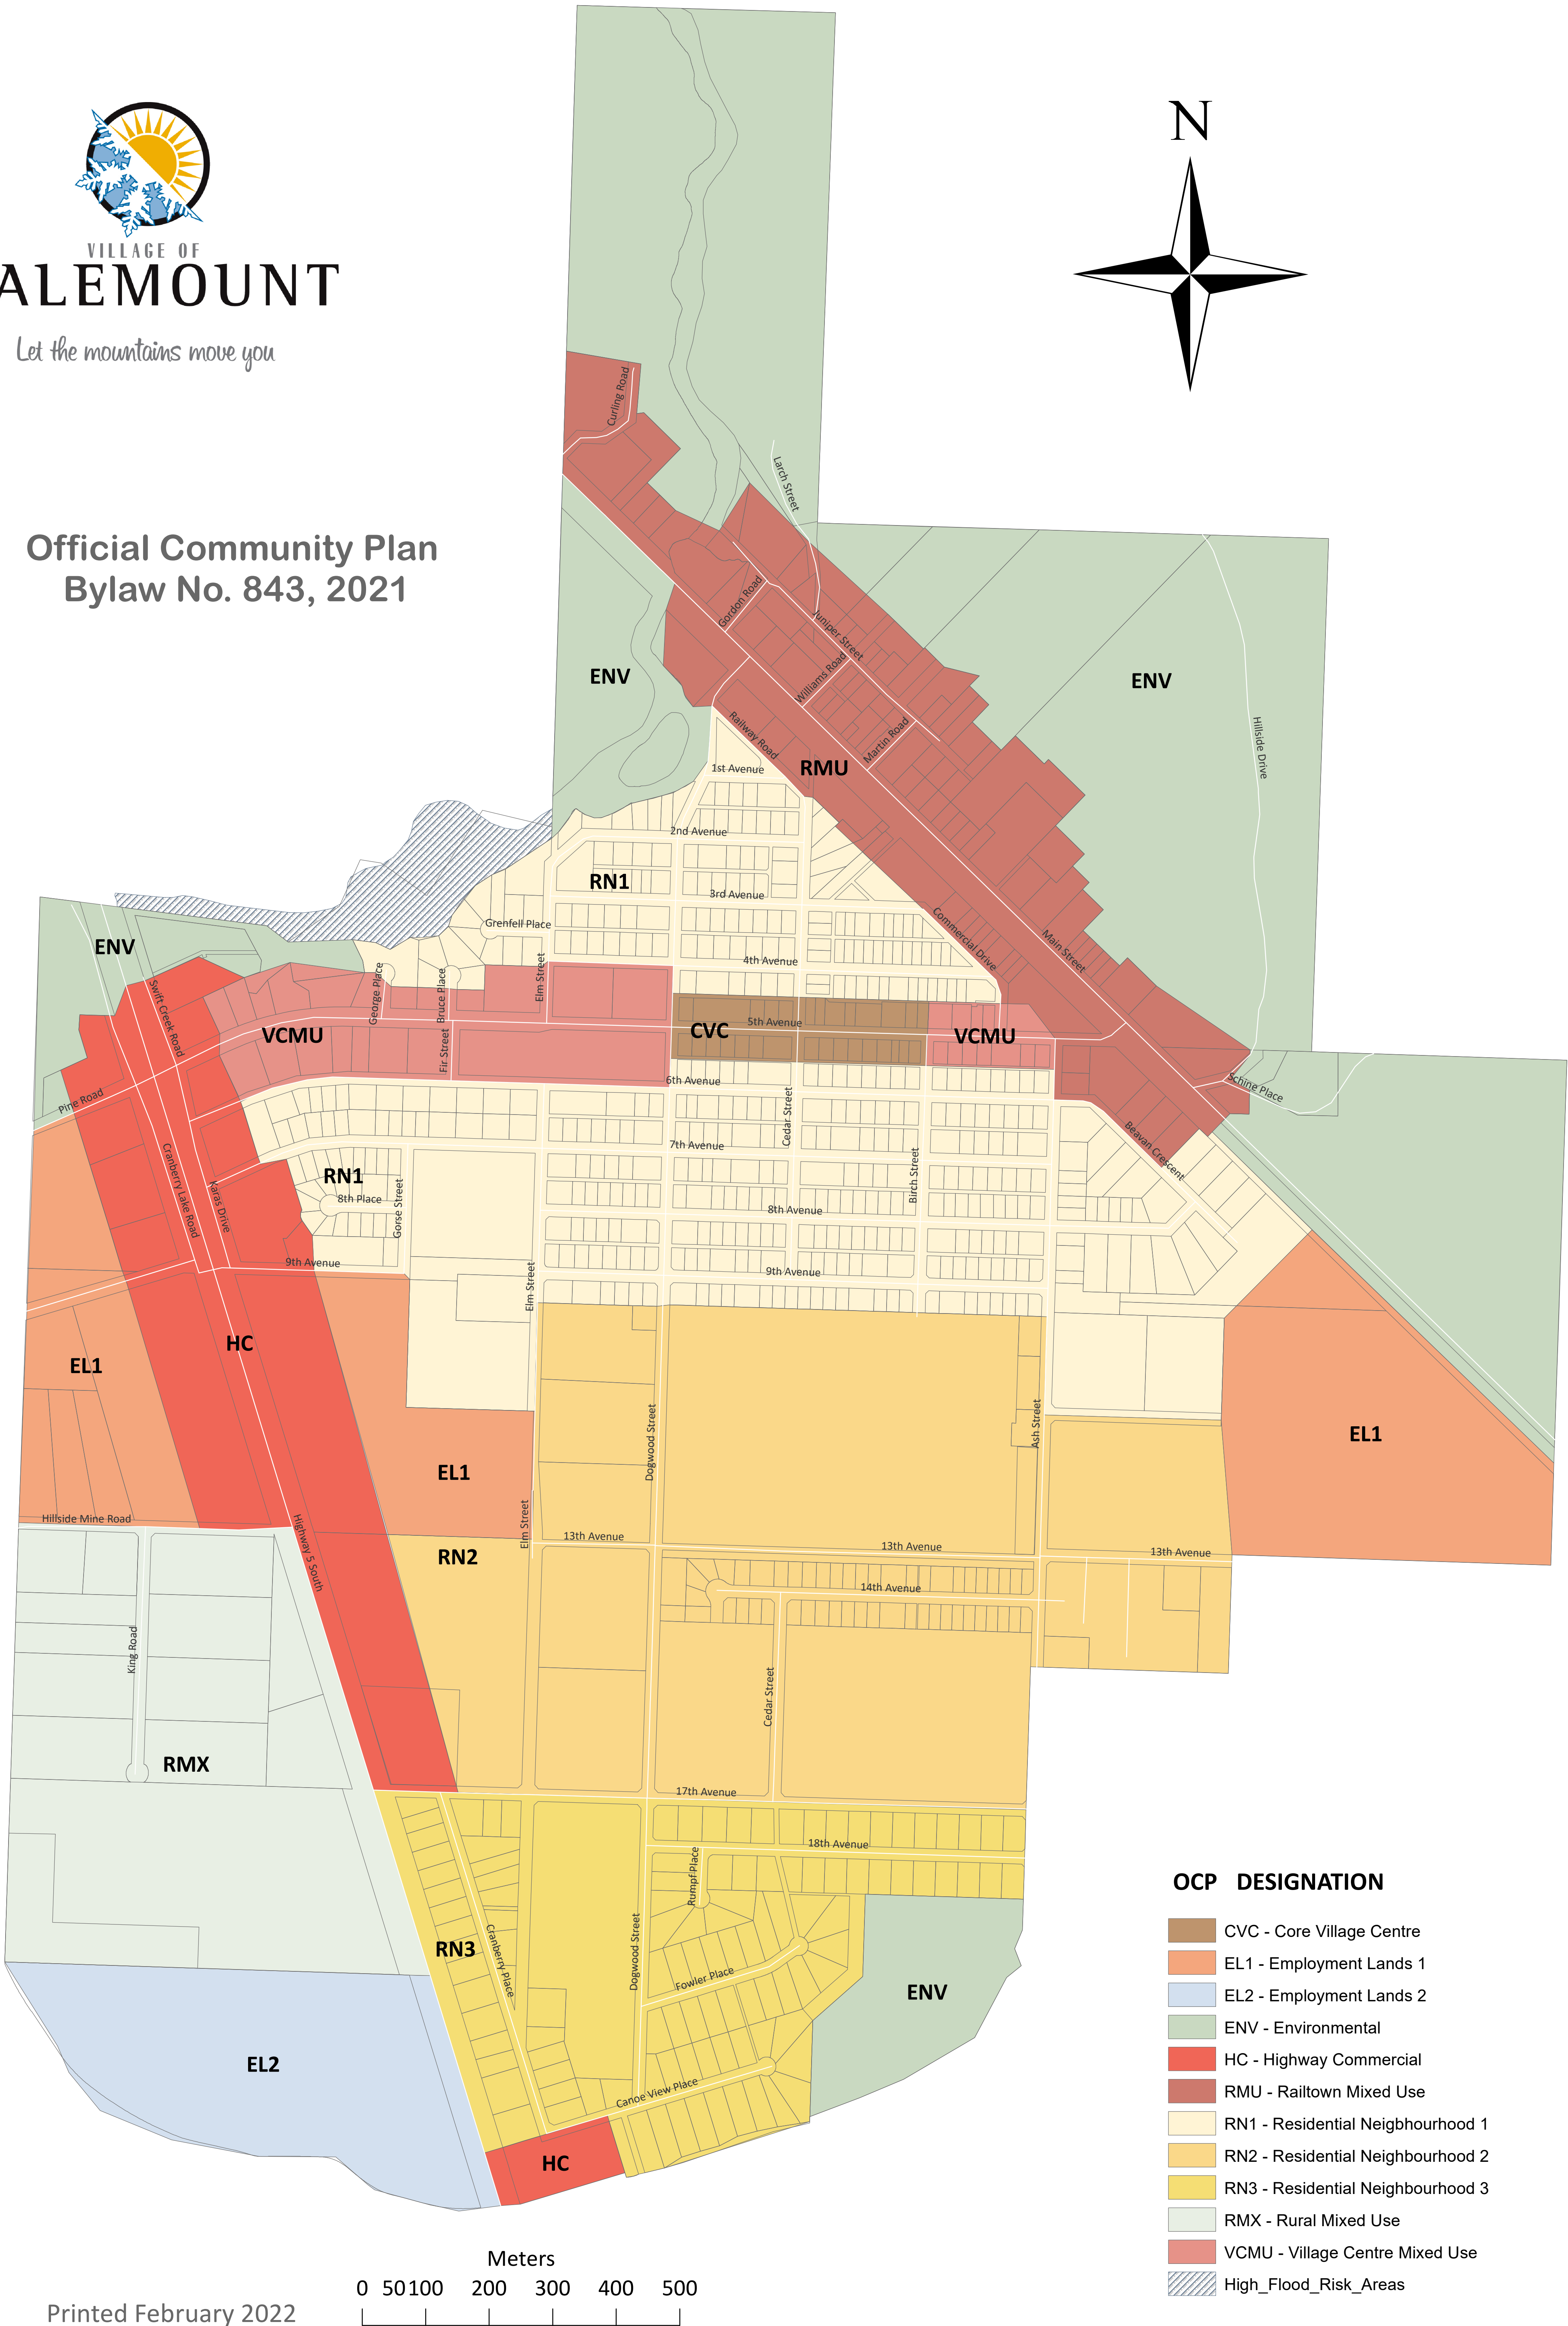 VILLAGE OF
ALEMOUNT
Let the mountains move you
N
Official Community Plan
Bylaw No. 843, 2021
Curling Road
Larch Street
Gordon Road
Juniper Street
Williams Road
Martin Road
ENV
ENV
Hillside Drive
Railway Road
1st Avenue
RMU
2nd Avenue
RN1
3rd Avenue
Grenfell Place
Commercial Drive
Main Street
4th Avenue
ENV
Swift Creek Road
George Place
Bruce Place
Elm Street
VCMU
Fir Street
CVC
5th Avenue
VCMU
6th Avenue
Pine Road
Cedar Street
Schine Place
Beavan Crescent
Cranberry Lake Road
Karas Drive
RN1
8th Place
Gorse Street
7th Avenue
Birch Street
8th Avenue
9th Avenue
9th Avenue
Elm Street
HC
EL1
Dogwood Street
Ash Street
EL1
EL1
Hillside Mine Road
Highway 5 South
Elm Street
13th Avenue
13th Avenue
13th Avenue
RN2
14th Avenue
King Road
Cedar Street
RMX
17th Avenue
18th Avenue
Rumpf Place
RN3
Cranberry Place
Dogwood Street
Fowler Place
ENV
EL2
Canoe View Place
HC
OCP DESIGNATION
CVC - Core Village Centre
EL1 - Employment Lands 1
EL2 - Employment Lands 2
ENV - Environmental
HC - Highway Commercial
RMU - Railtown Mixed Use
RN1 - Residential Neigbhourhood 1
RN2 - Residential Neighbourhood 2
RN3 - Residential Neighbourhood 3
RMX - Rural Mixed Use
VCMU - Village Centre Mixed Use
High_Flood_Risk_Areas
Meters
0 50 100 200 300 400 500
Printed February 2022